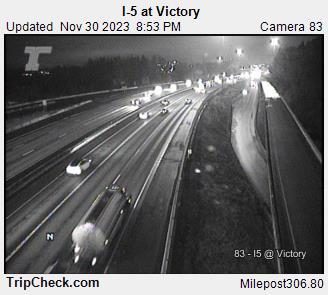 I-5 at Victory
Updated  Nov 30 2023  8:53 PM
Camera 83
N
83 - I5 @ Victory
TripCheck.com
Milepost306.80